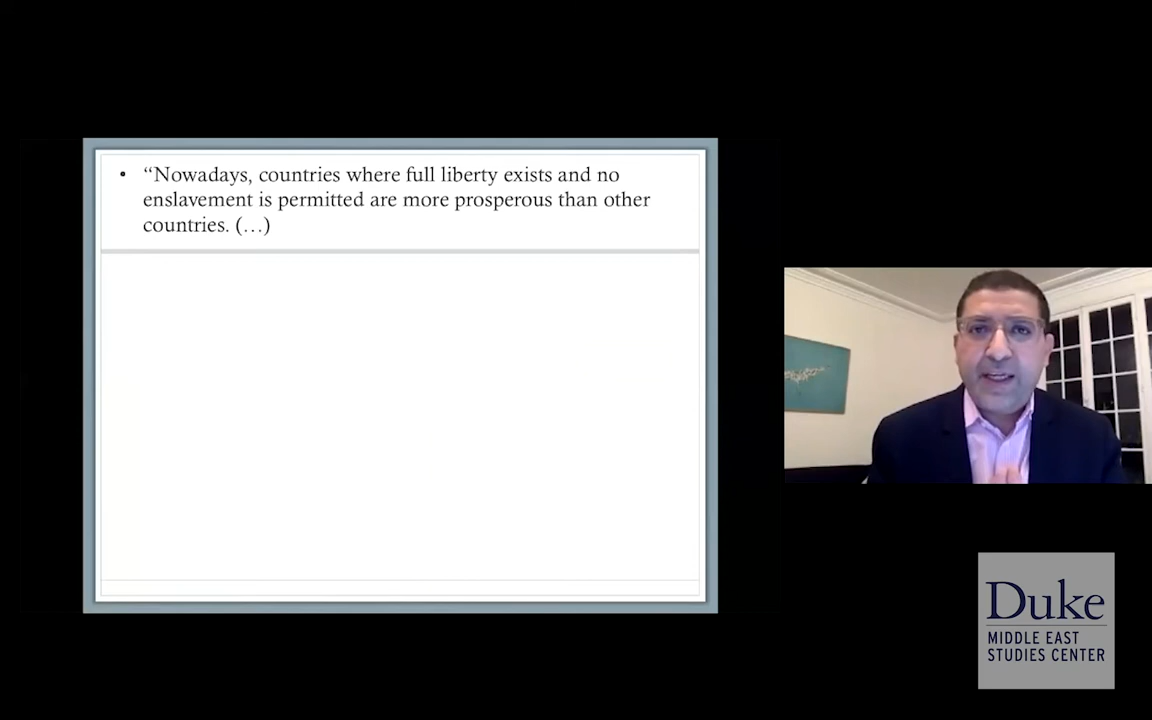 • “Nowadays, countries where full liberty exists and no
enslavement is permitted are more prosperous than other
countries. (…)
Duke
MIDDLE EAST
STUDIES CENTER